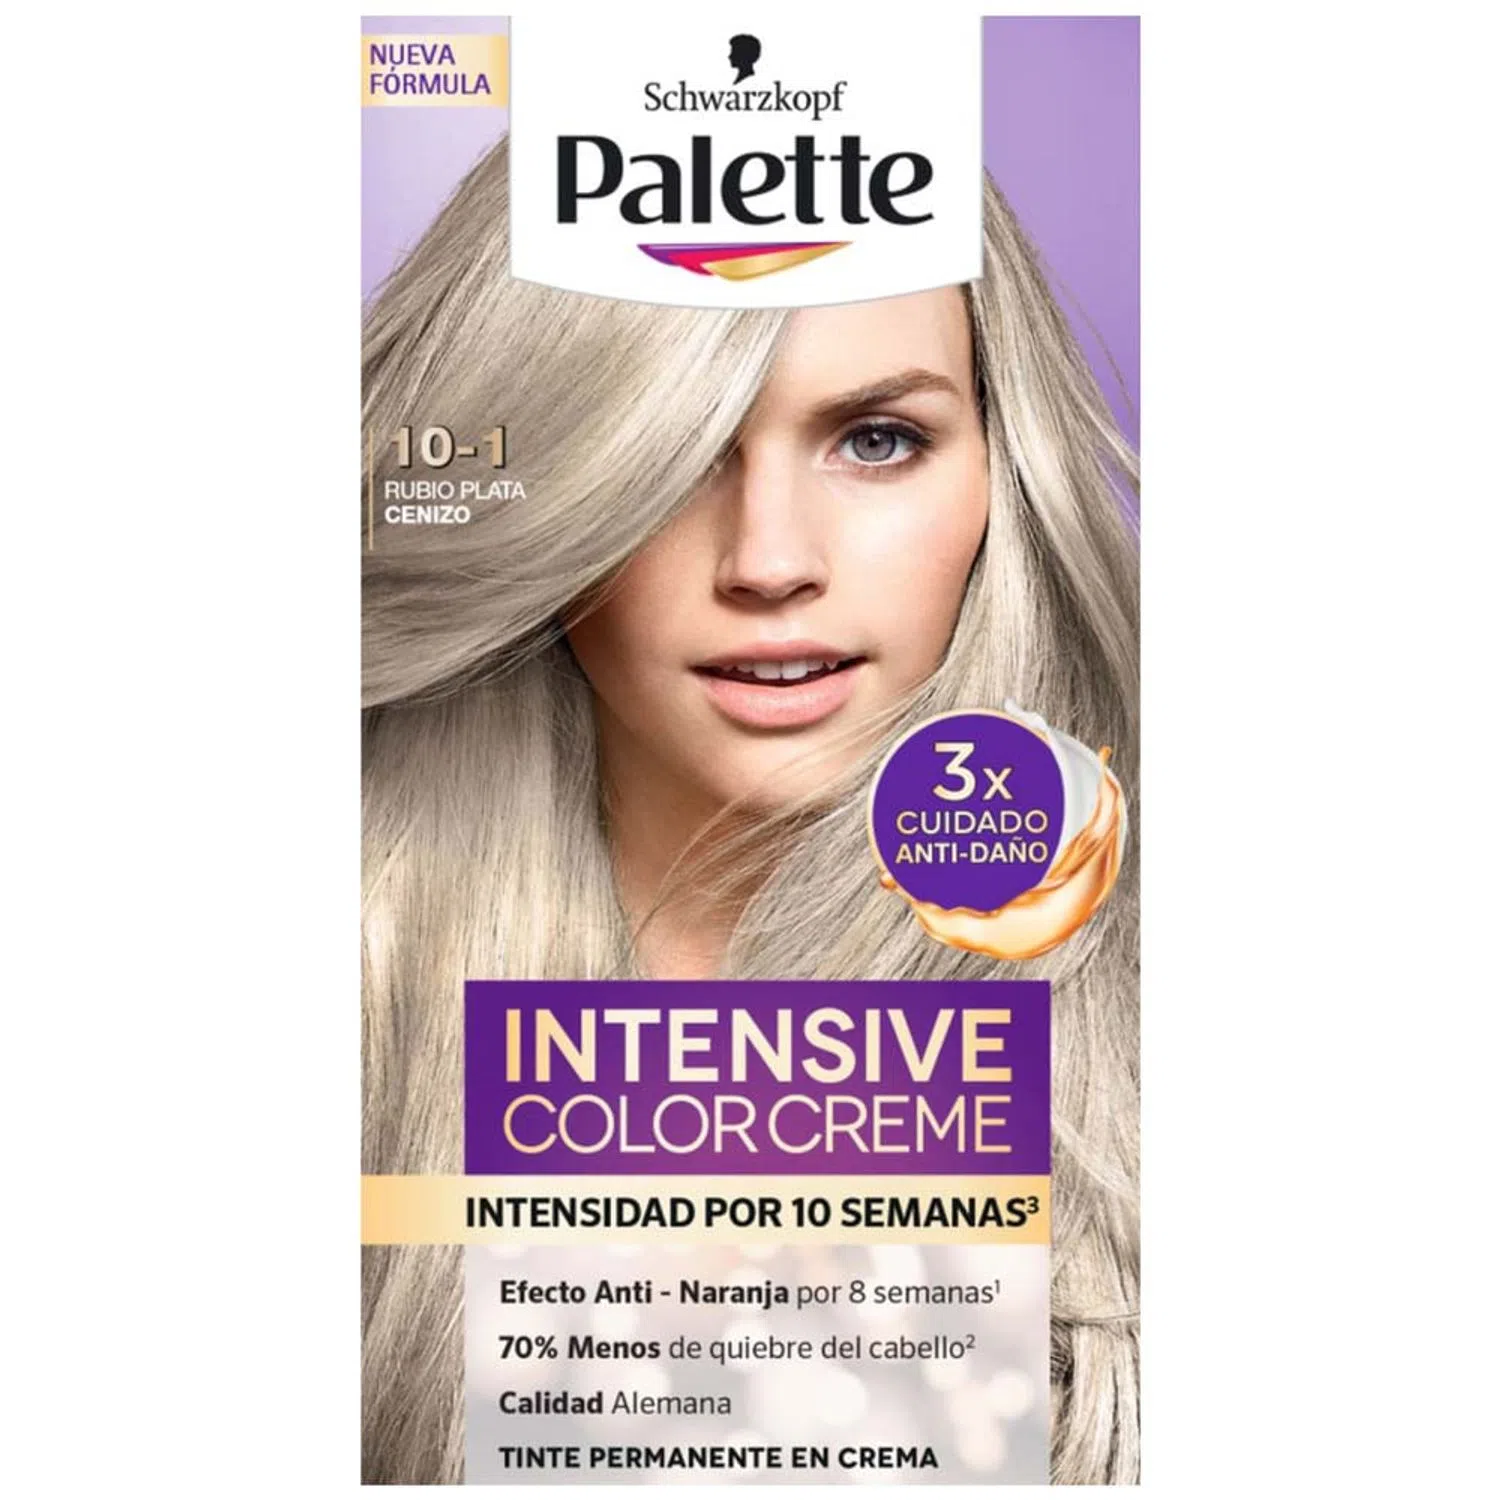 NUEVA
FÓRMULA
Schwarzkopf
Palette
10-1
RUBIO PLATA
CENIZO
3x
CUIDADO
ANTI-DAÑO
INTENSIVE
COLOR CREME
INTENSIDAD POR 10 SEMANAS³
Efecto Anti - Naranja por 8 semanas¹
70% Menos de quiebre del cabello²
Calidad Alemana
TINTE PERMANENTE EN CREMA